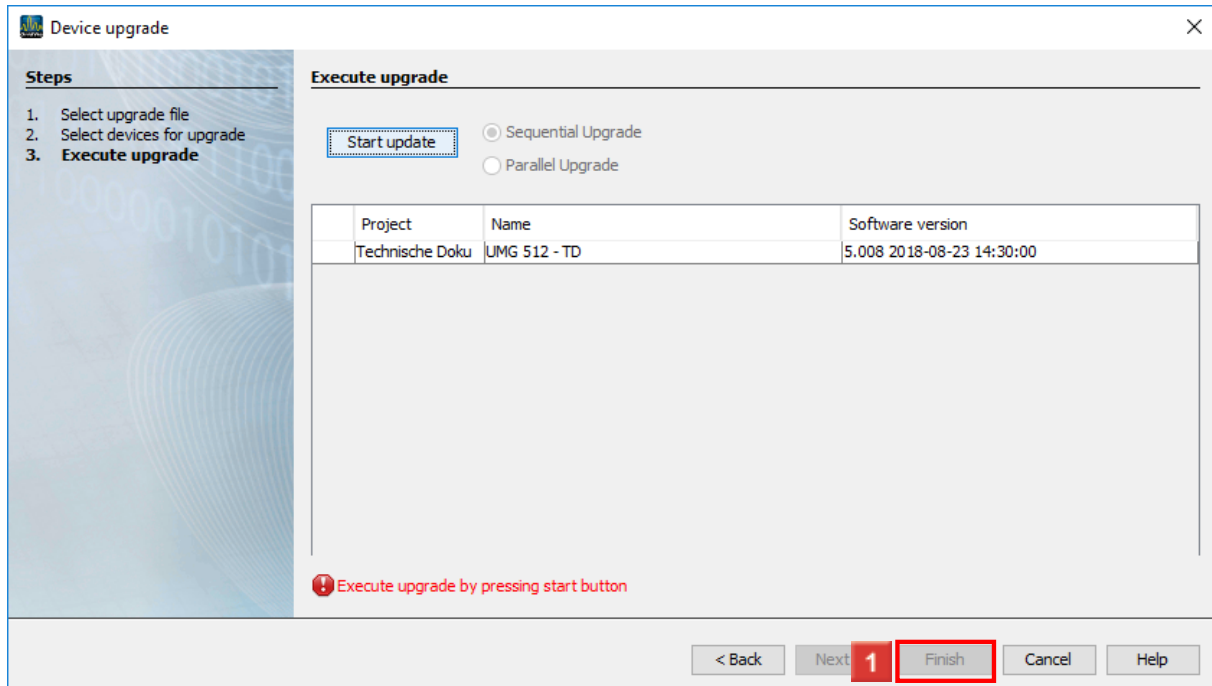 Device upgrade
Steps
1. Select upgrade file
2. Select devices for upgrade
3. Execute upgrade
Execute upgrade
Start update
Sequential Upgrade
Parallel Upgrade
Project Name Software version
Technische Doku UMG 512 - TD 5.008 2018-08-23 14:30:00
Execute upgrade by pressing start button
< Back Next 1 Finish Cancel Help